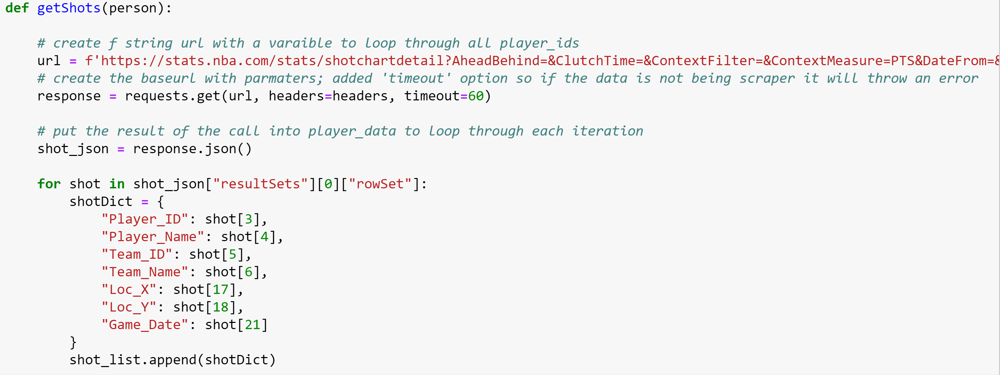 def getShots(person):
# create f string url with a varaible to loop through all player_ids
url = f'https://stats.nba.com/stats/shotchartdetail?AheadBehind=&ClutchTime=&ContextFilter=&ContextMeasure=PTS&DateFrom=&
# create the baseurl with parmaters; added 'timeout' option so if the data is not being scraper it will throw an error
response = requests.get(url, headers=headers, timeout=60)
# put the result of the call into player_data to loop through each iteration
shot_json = response.json()
for shot in shot_json["resultSets"][0]["rowSet"]:
shotDict = {
"Player_ID": shot[3],
"Player_Name": shot[4],
"Team_ID": shot[5],
"Team_Name": shot[6],
"Loc_X": shot[17],
"Loc_Y": shot[18],
"Game_Date": shot[21]
}
shot_list.append(shotDict)